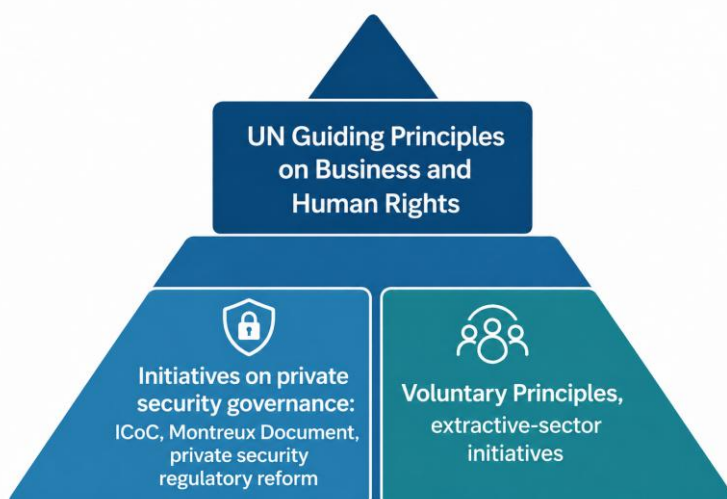 UN Guiding Principles
on Business and
Human Rights
Initiatives on private
security governance:
ICoC, Montreux Document,
private security
regulatory reform
Voluntary Principles,
extractive-sector
initiatives